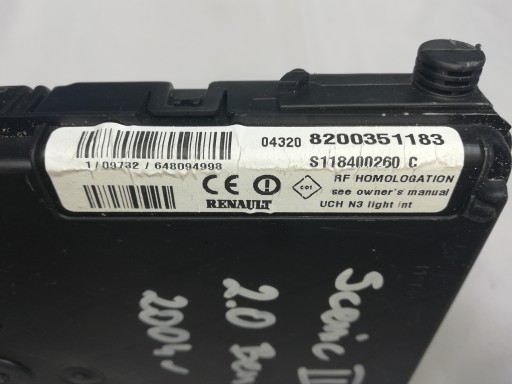 04320 8200351183
S118400260 C
1/09732 / 648094998
CE
RF HOMOLOGATION
see owner's manual
RENAULT
UCH N3 light int
Scenic II
2.0
2004